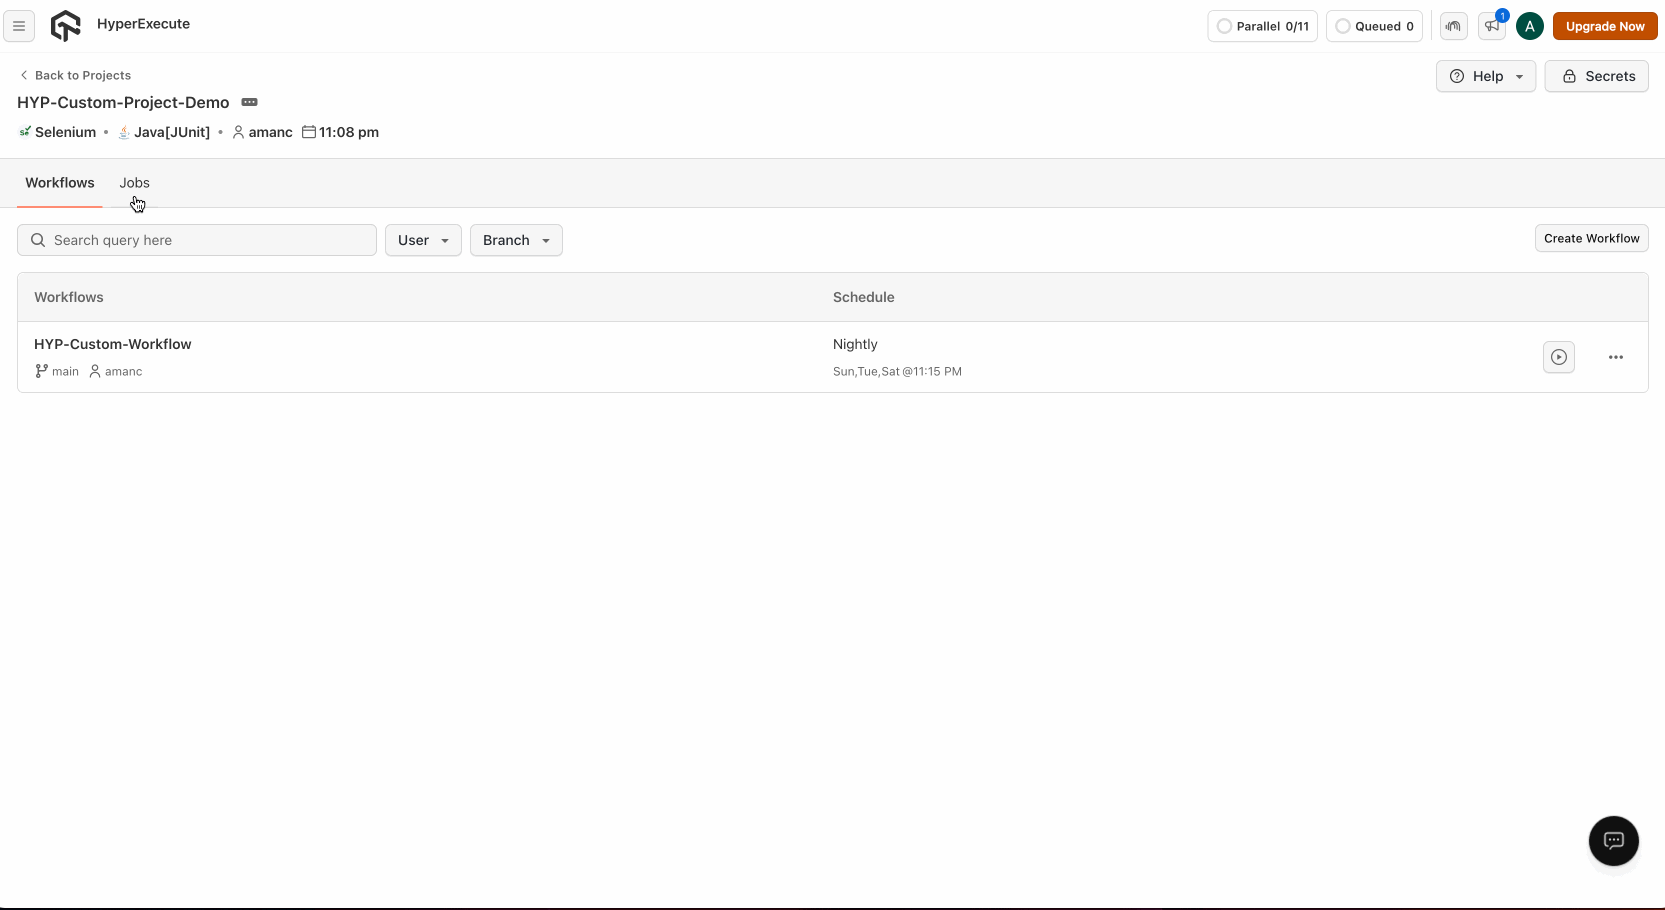 HyperExecute
Parallel 0/11
Queued 0
1
A
Upgrade Now
Back to Projects
Help
Secrets
HYP-Custom-Project-Demo
Selenium • Java[JUnit] • amanc 11:08 pm
Workflows
Jobs
Search query here
User
Branch
Create Workflow
Workflows
Schedule
HYP-Custom-Workflow
Nightly
main amanc
Sun,Tue,Sat @11:15 PM